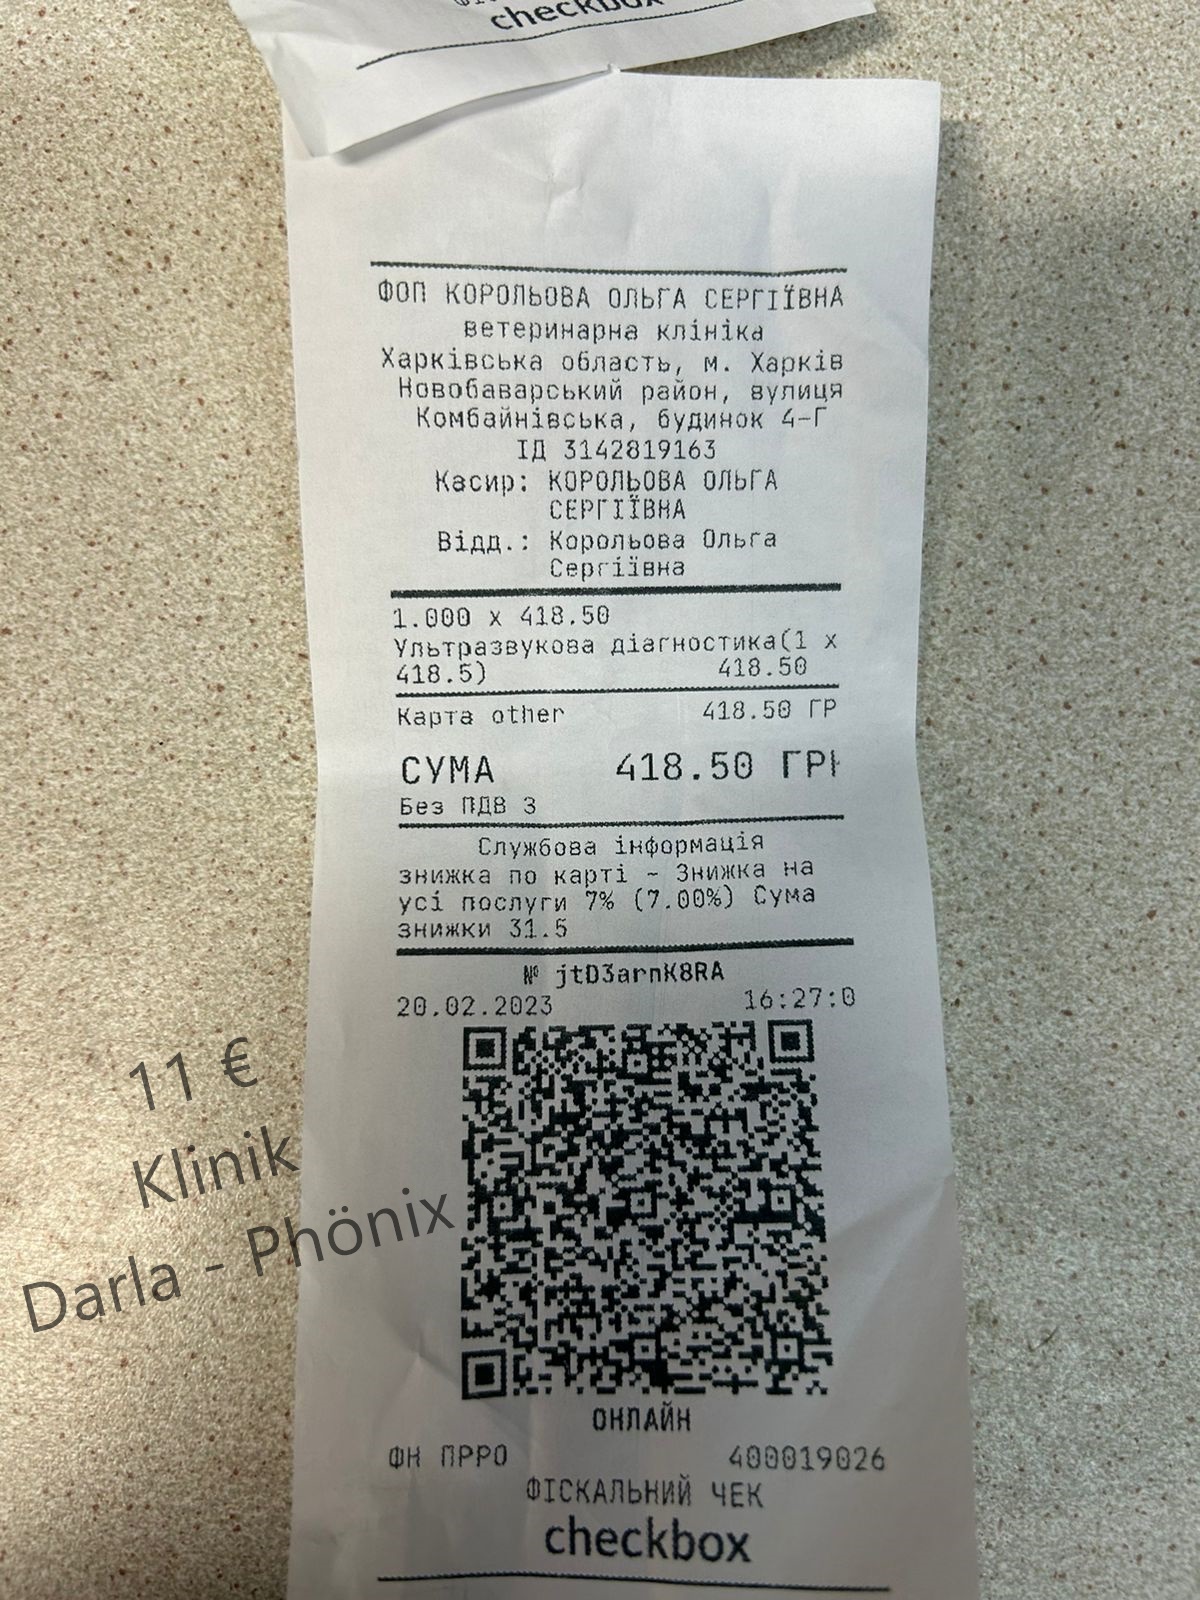 checkbox
ФОП КОРОЛЬОВА ОЛЬГА СЕРГІЇВНА
ветеринарна клініка
Харківська область, м. Харків
Новобаварський район, вулиця
Комбайнівська, будинок 4-Г
ІД 3142819163
Касир: КОРОЛЬОВА ОЛЬГА
СЕРГІЇВНА
Відд.: Корольова Ольга
Сергіївна
1.000 x 418.50
Ультразвукова діагностика(1 x
418.5) 418.50
Карта other 418.50 ГР
СУМА 418.50 ГРН
Без ПДВ З
Службова інформація
знижка по карті - Знижка на
усі послуги 7% (7.00%) Сума
знижки 31.5
№ jtD3arnK8RA
20.02.2023 16:27:0
11 €
Klinik
Darla - Phönix
ОНЛАЙН
ФН ПРРО 400019026
ФІСКАЛЬНИЙ ЧЕК
checkbox